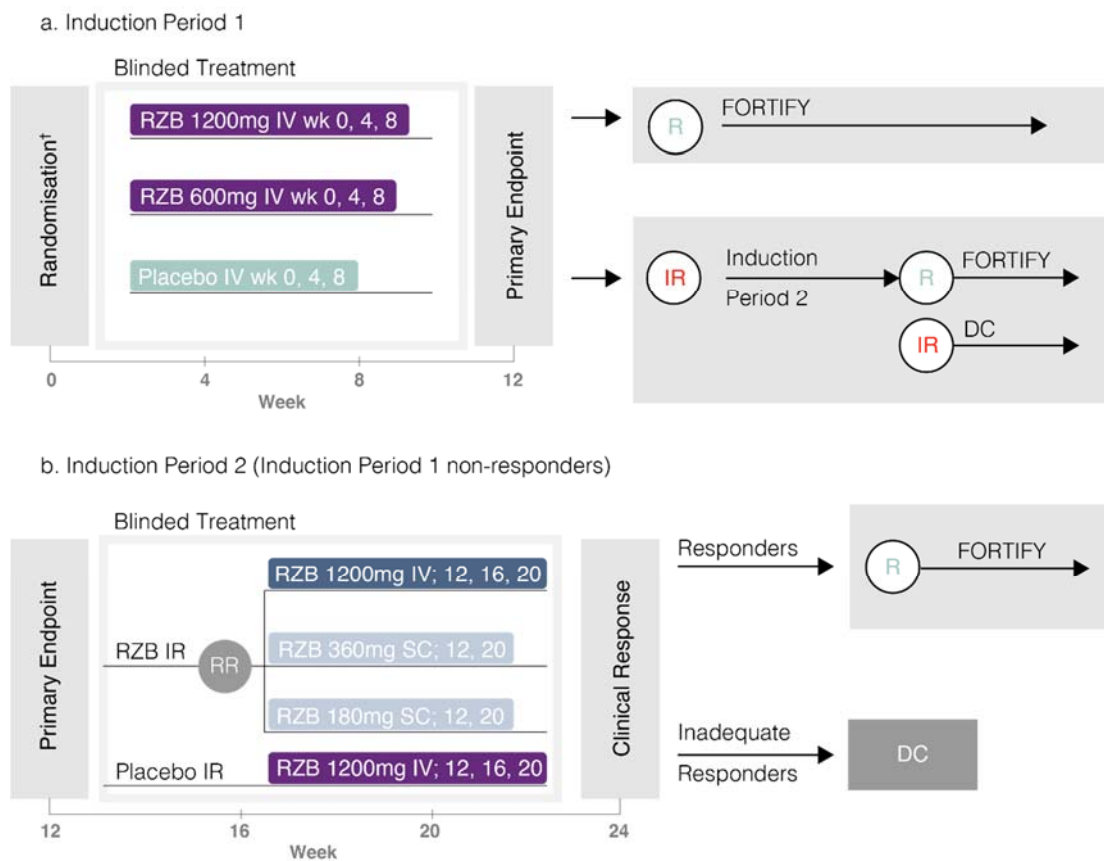 a. Induction Period 1
Blinded Treatment
Randomisation†
RZB 1200mg IV wk 0, 4, 8
RZB 600mg IV wk 0, 4, 8
Placebo IV wk 0, 4, 8
Primary Endpoint
0
4
8
12
Week
R
FORTIFY
IR
Induction
Period 2
R
FORTIFY
IR
DC
b. Induction Period 2 (Induction Period 1 non-responders)
Blinded Treatment
Primary Endpoint
RZB IR
RR
RZB 1200mg IV; 12, 16, 20
RZB 360mg SC; 12, 20
RZB 180mg SC; 12, 20
Placebo IR
RZB 1200mg IV; 12, 16, 20
Clinical Response
12
16
20
24
Week
Responders
R
FORTIFY
Inadequate
Responders
DC